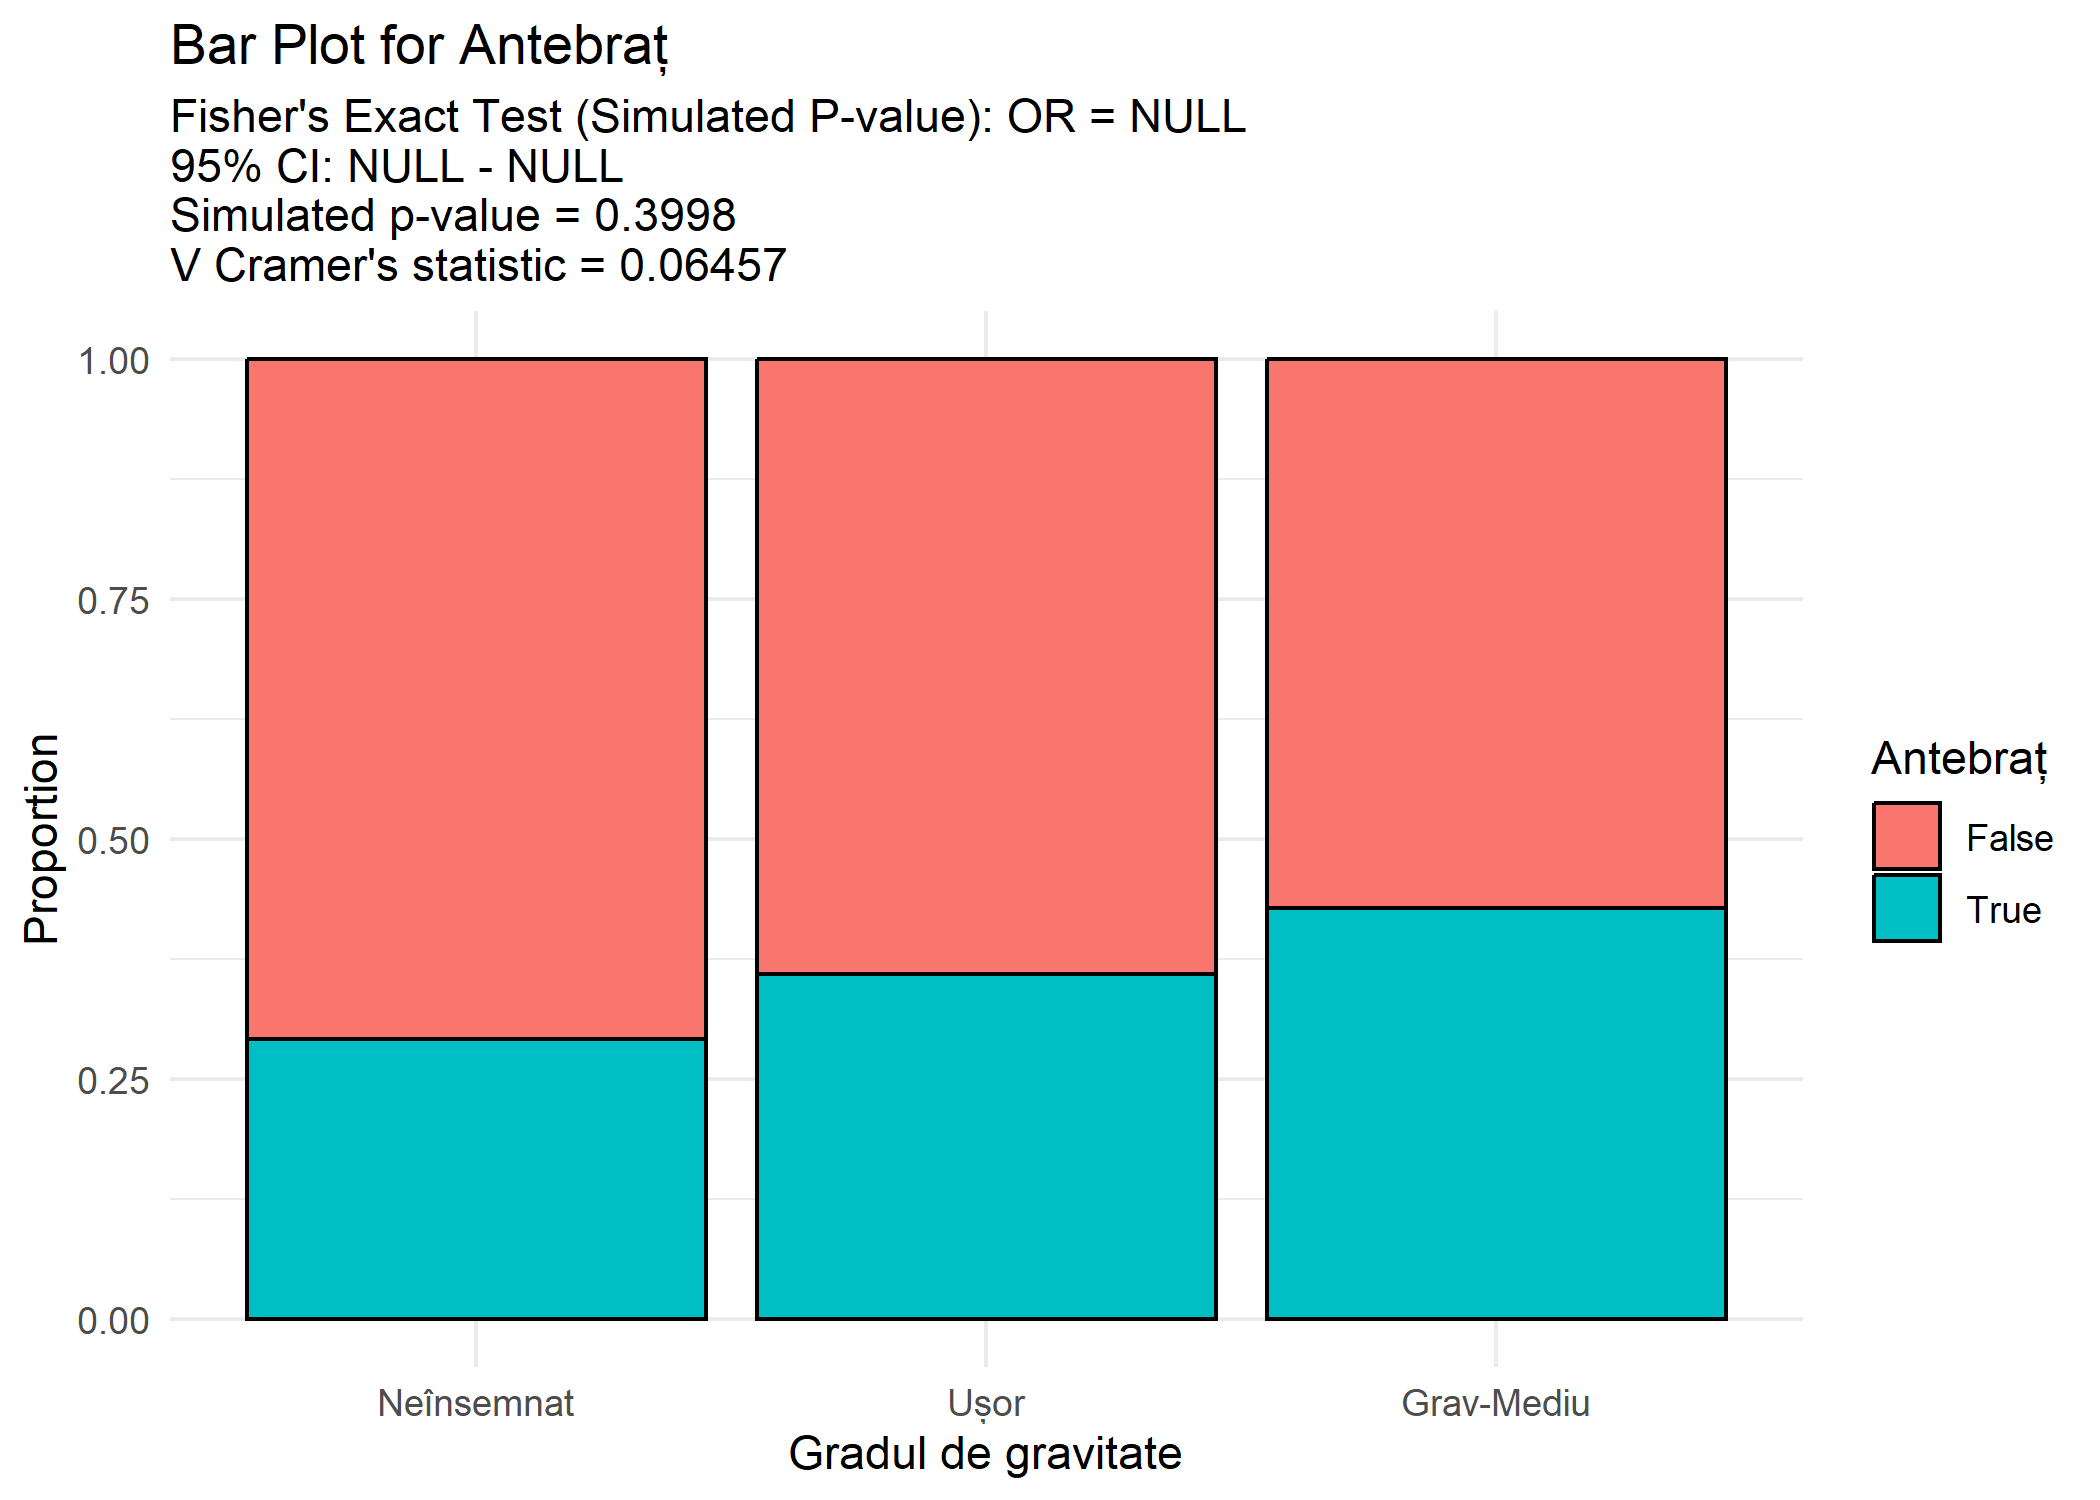 Bar Plot for Antebraț
Fisher's Exact Test (Simulated P-value): OR = NULL
95% CI: NULL - NULL
Simulated p-value = 0.3998
V Cramer's statistic = 0.06457
1.00
0.75
0.50
0.25
0.00
Proportion
Neînsemnat
Ușor
Grav-Mediu
Gradul de gravitate
Antebraț
False
True